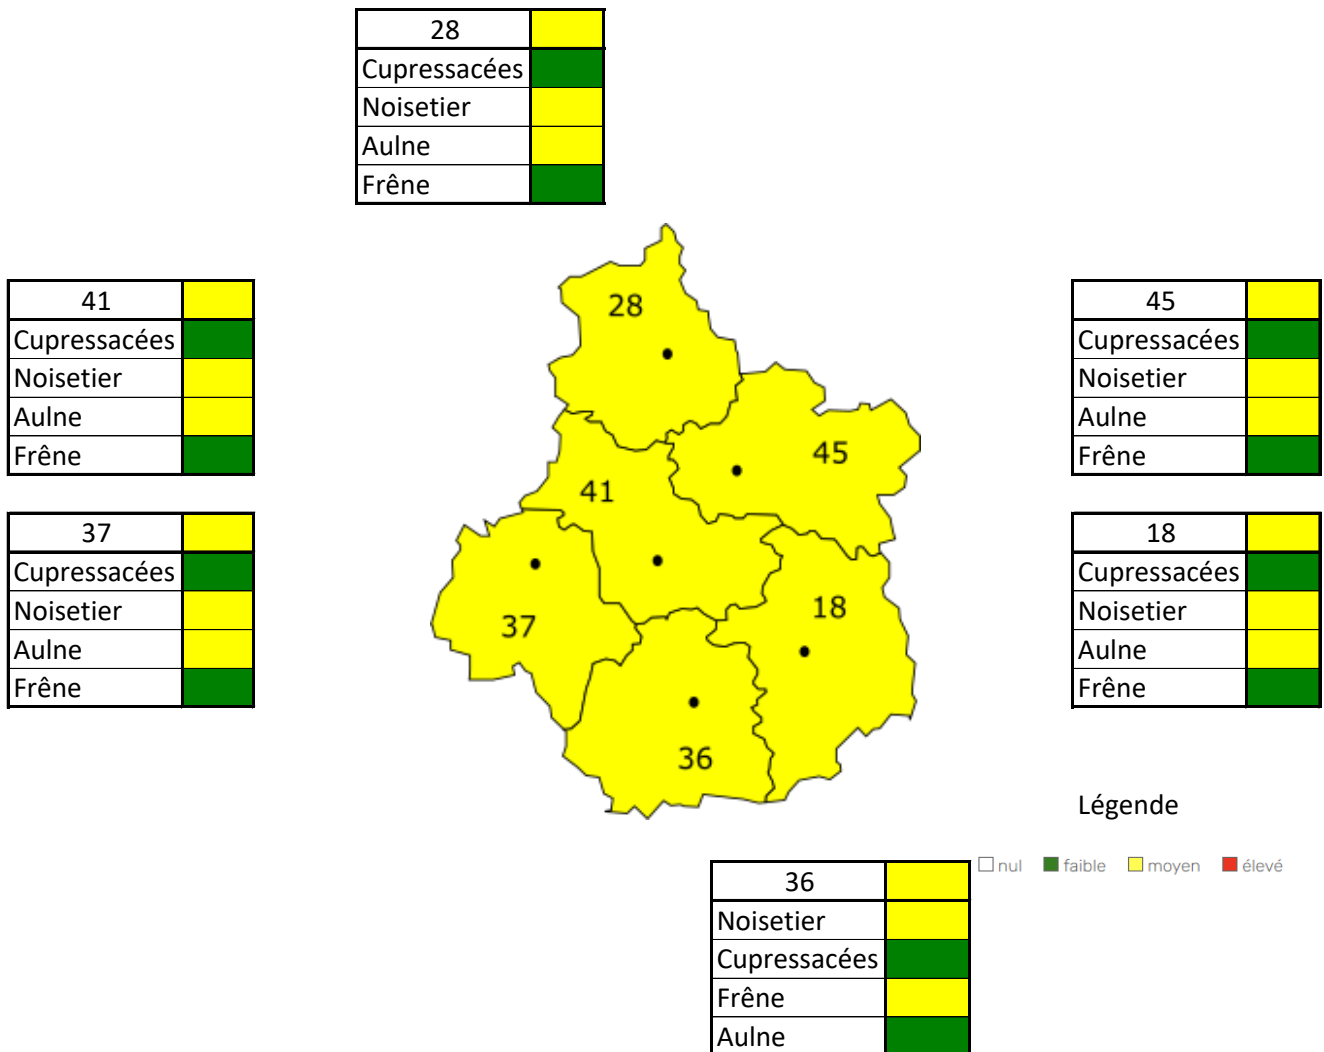 28
Cupressacées
Noisetier
Aulne
Frêne
41
Cupressacées
Noisetier
Aulne
Frêne
37
Cupressacées
Noisetier
Aulne
Frêne
28
45
41
37
18
36
45
Cupressacées
Noisetier
Aulne
Frêne
18
Cupressacées
Noisetier
Aulne
Frêne
Légende
nul faible moyen élevé
36
Noisetier
Cupressacées
Frêne
Aulne